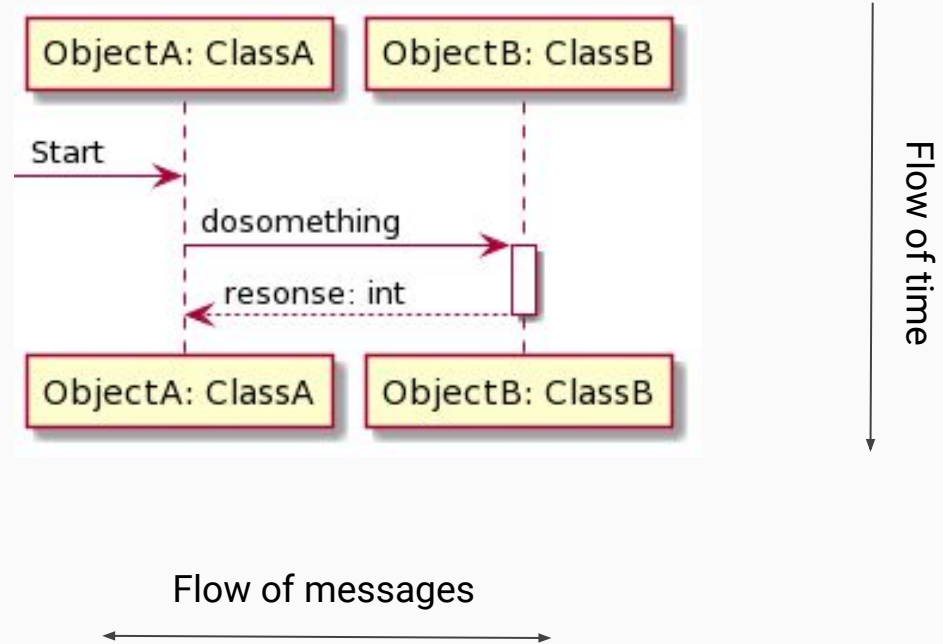 ObjectA: ClassA
ObjectB: ClassB
Start
dosomething
resonse: int
ObjectA: ClassA
ObjectB: ClassB
Flow of time
Flow of messages